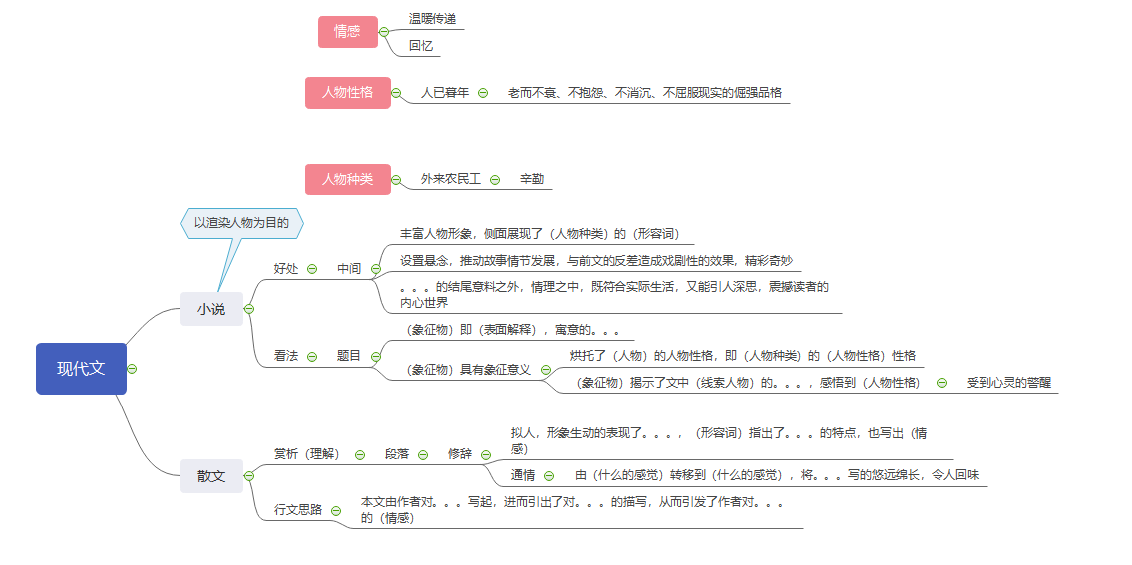 情感
温暖传递
回忆
人物性格
人已暮年
老而不衰、不抱怨、不消沉、不屈服现实的倔强品格
人物种类
外来农民工
辛勤
以渲染人物为目的
现代文
小说
好处
中间
丰富人物形象，侧面展现了（人物种类）的（形容词）
设置悬念，推动故事情节发展，与前文的反差造成戏剧性的效果，精彩奇妙
。。。的结尾意料之外，情理之中，既符合实际生活，又能引人深思，震撼读者的
内心世界
看法
题目
（象征物）即（表面解释），寓意的。。。
（象征物）具有象征意义
烘托了（人物）的人物性格，即（人物种类）的（人物性格）性格
（象征物）揭示了文中（线索人物）的。。。，感悟到（人物性格）
受到心灵的警醒
散文
赏析（理解）
段落
修辞
拟人，形象生动的表现了。。。，（形容词）指出了。。。的特点，也写出（情
感）
通情
由（什么的感觉）转移到（什么的感觉），将。。。写的悠远绵长，令人回味
行文思路
本文由作者对。。。写起，进而引出了对。。。的描写，从而引发了作者对。。。
的（情感）